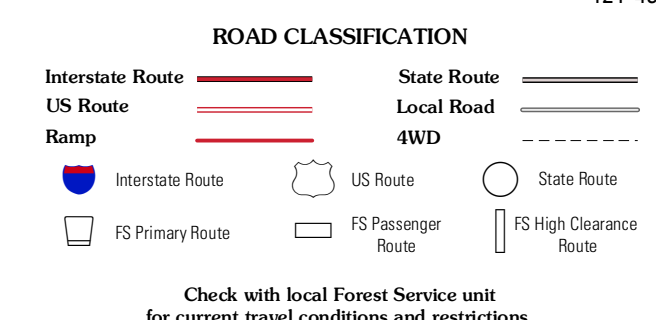 ROAD CLASSIFICATION
Interstate Route State Route
US Route Local Road
Ramp 4WD
Interstate Route US Route State Route
FS Primary Route FS Passenger Route FS High Clearance Route
Check with local Forest Service unit
for current travel conditions and restrictions